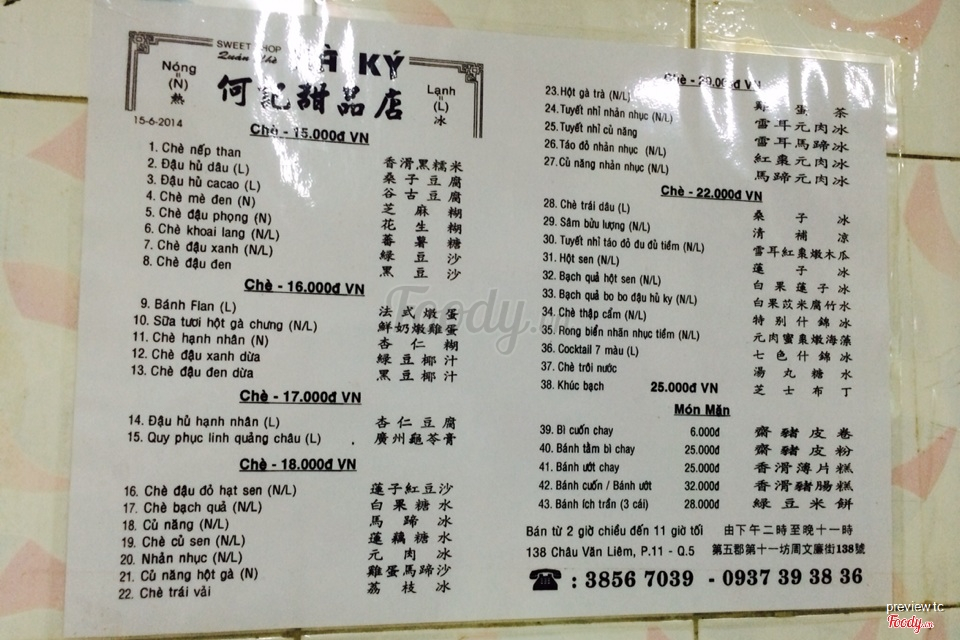 SWEET SHOP
Quán Chè
HÀ KÝ
Nóng
(N)
熱
何記甜品店
Lạnh
(L)
冰
15-6-2014
Chè - 15.000đ VN
1. Chè nếp than 香滑黑糯米
2. Đậu hủ dâu (L) 桑子豆腐
3. Đậu hủ cacao (L) 谷古豆腐
4. Chè mè đen (N) 芝麻糊
5. Chè đậu phọng (N) 花生糊
6. Chè khoai lang (N/L) 蕃薯糖
7. Chè đậu xanh (N/L) 綠豆沙
8. Chè đậu đen 黑豆沙
Chè - 16.000đ VN
9. Bánh Flan (L) 法式燉蛋
10. Sữa tươi hột gà chưng (N/L) 鮮奶燉雞蛋
11. Chè hạnh nhân (N) 杏仁糊
12. Chè đậu xanh dừa 綠豆椰汁
13. Chè đậu đen dừa 黑豆椰汁
Chè - 17.000đ VN
14. Đậu hủ hạnh nhân (L) 杏仁豆腐
15. Quy phục linh quảng châu (L) 廣州龜苓膏
Chè - 18.000đ VN
16. Chè đậu đỏ hạt sen (N/L) 蓮子紅豆沙
17. Chè bạch quả (N/L) 白果糖水
18. Củ năng (N/L) 馬蹄冰
19. Chè củ sen (N/L) 蓮藕糖水
20. Nhản nhục (N/L) 元肉冰
21. Củ năng hột gà (N) 雞蛋馬蹄沙
22. Chè trái vải 荔枝冰
Chè - 20.000đ VN
23. Hột gà trà (N/L) 蛋茶
24. Tuyết nhỉ nhản nhục (N/L) 雪耳元肉冰
25. Tuyết nhỉ củ năng 雪耳馬蹄冰
26. Táo đỏ nhản nhục (N/L) 紅棗元肉冰
27. Củ năng nhản nhục (N/L) 馬蹄元肉冰
Chè - 22.000đ VN
28. Chè trái dâu (L) 桑子冰
29. Sâm bửu lượng (N/L) 清補凉
30. Tuyết nhỉ táo đỏ đu đủ tiềm (N/L) 雪耳紅棗燉木瓜
31. Hột sen (N/L) 蓮子冰
32. Bạch quả hột sen (N/L) 白果蓮子冰
33. Bạch quả bo bo đậu hủ ky (N/L) 白果苡米腐竹水
34. Chè thập cẩm (N/L) 特別什錦冰
35. Rong biển nhãn nhục tiềm (N/L) 元肉蜜棗燉海藻
36. Cocktail 7 màu (L) 七色什錦冰
37. Chè trôi nước 湯丸糖水
38. Khúc bạch 25.000đ VN 芝士布丁
Món Mặn
39. Bì cuốn chay 6.000đ 齋豬皮卷
40. Bánh tằm bì chay 25.000đ 齋豬皮粉
41. Bánh ướt chay 25.000đ 香滑薄片糕
42. Bánh cuốn / Bánh ướt 32.000đ 香滑豬腸糕
43. Bánh ích trần (3 cái) 28.000đ 綠豆米餅
Bán từ 2 giờ chiều đến 11 giờ tối 由下午二時至晚十一時
138 Châu Văn Liêm, P.11 - Q.5 第五郡第十一坊周文廉街138號
☎ : 3856 7039 - 0937 39 38 36
Foody.vn
preview tc
Foody.vn